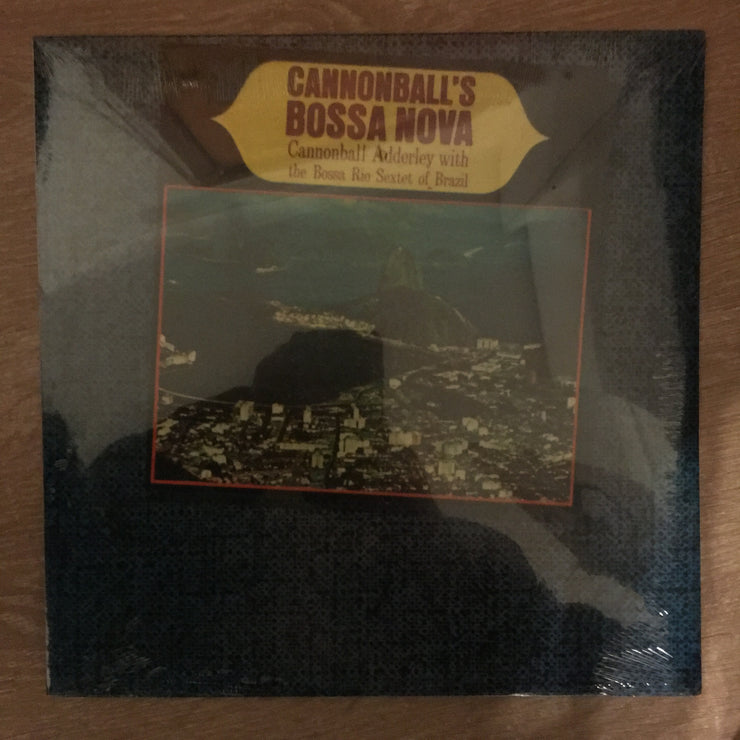 CANNONBALL'S
BOSSA NOVA
Cannonball Adderley with
the Bossa Rio Sextet of Brazil